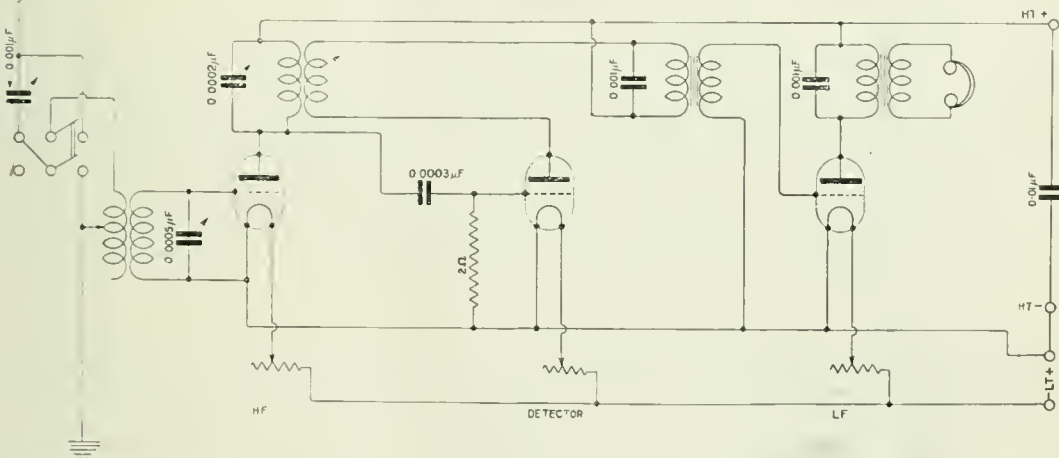 0.001µF
0.0002µF
0.0005µF
0.0003µF
2Ω
0.001µF
0.001µF
HT +
0.01µF
HT -
LT+
-
HF
DETECTOR
LF